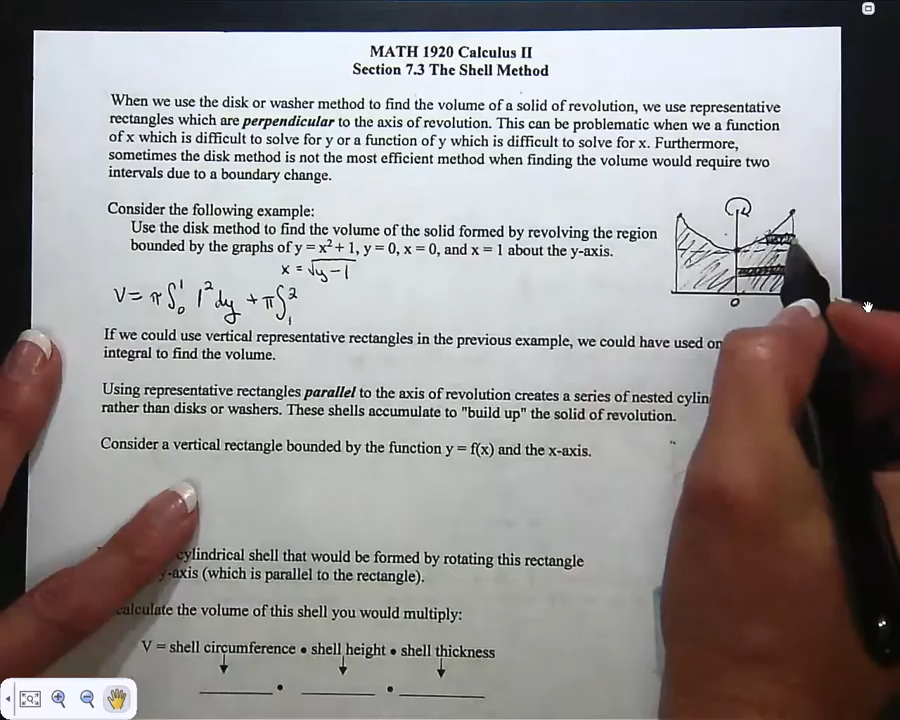 MATH 1920 Calculus II
Section 7.3 The Shell Method
When we use the disk or washer method to find the volume of a solid of revolution, we use representative
rectangles which are perpendicular to the axis of revolution. This can be problematic when we a function
of x which is difficult to solve for y or a function of y which is difficult to solve for x. Furthermore,
sometimes the disk method is not the most efficient method when finding the volume would require two
intervals due to a boundary change.
Consider the following example:
Use the disk method to find the volume of the solid formed by revolving the region
bounded by the graphs of y = x² + 1, y = 0, x = 0, and x = 1 about the y-axis.
x = √y-1
V = π∫₀¹ 1² dy + π∫₁²
0
If we could use vertical representative rectangles in the previous example, we could have used
integral to find the volume.
Using representative rectangles parallel to the axis of revolution creates a series of nested
rather than disks or washers. These shells accumulate to "build up" the solid of revolution.
Consider a vertical rectangle bounded by the function y = f(x) and the x-axis.
cylindrical shell that would be formed by rotating this rectangle
y-axis (which is parallel to the rectangle).
calculate the volume of this shell you would multiply:
V = shell circumference • shell height • shell thickness